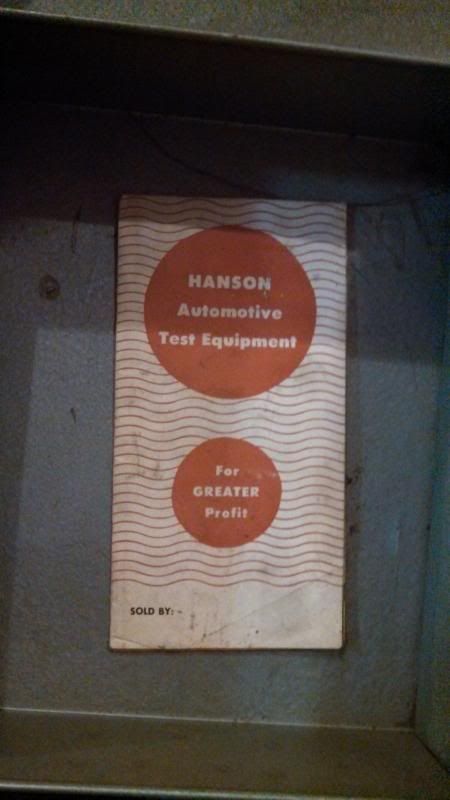 HANSON
Automotive
Test Equipment
For
GREATER
Profit
SOLD BY: